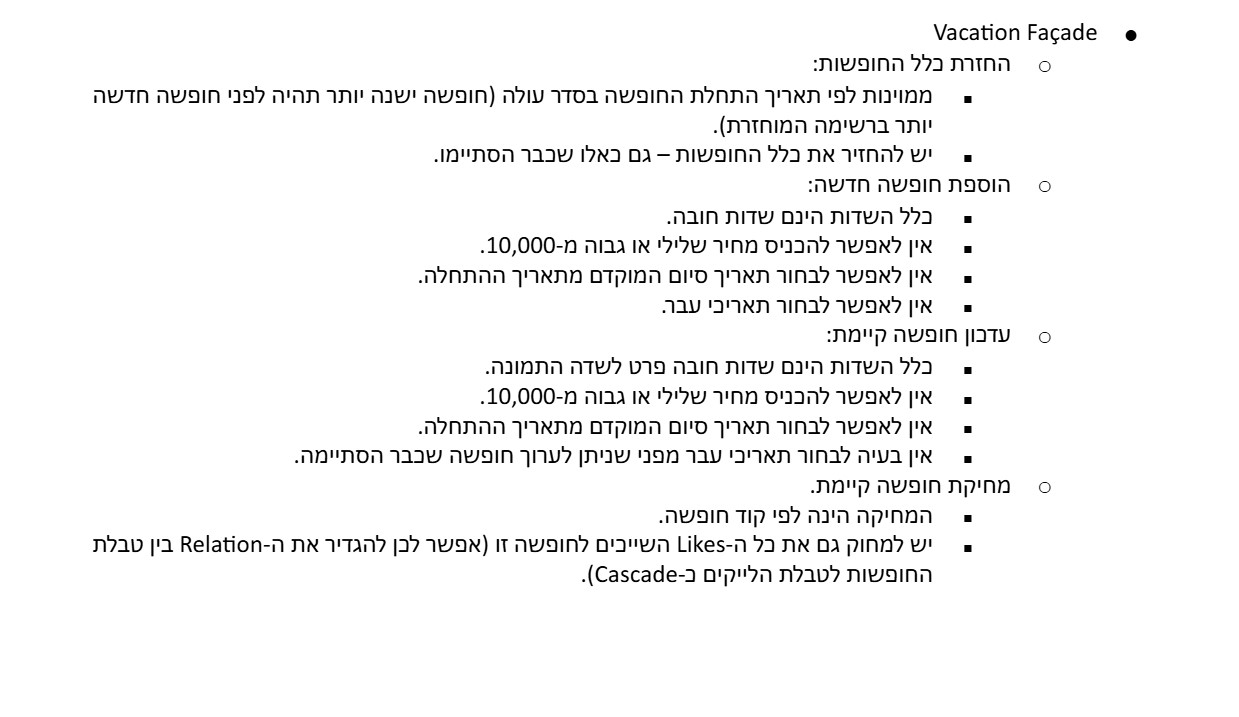 ● Vacation Façade
○ החזרת כלל החופשות:
▪ ממוינות לפי תאריך התחלת החופשה בסדר עולה (חופשה ישנה יותר תהיה לפני חופשה חדשה
יותר ברשימה המוחזרת).
▪ יש להחזיר את כלל החופשות – גם כאלו שכבר הסתיימו.
○ הוספת חופשה חדשה:
▪ כלל השדות הינם שדות חובה.
▪ אין לאפשר להכניס מחיר שלילי או גבוה מ-10,000.
▪ אין לאפשר לבחור תאריך סיום המוקדם מתאריך ההתחלה.
▪ אין לאפשר לבחור תאריכי עבר.
○ עדכון חופשה קיימת:
▪ כלל השדות הינם שדות חובה פרט לשדה התמונה.
▪ אין לאפשר להכניס מחיר שלילי או גבוה מ-10,000.
▪ אין לאפשר לבחור תאריך סיום המוקדם מתאריך ההתחלה.
▪ אין בעיה לבחור תאריכי עבר מפני שניתן לערוך חופשה שכבר הסתיימה.
○ מחיקת חופשה קיימת.
▪ המחיקה הינה לפי קוד חופשה.
▪ יש למחוק גם את כל ה-Likes השייכים לחופשה זו (אפשר לכן להגדיר את ה-Relation בין טבלת
החופשות לטבלת הלייקים כ-Cascade).